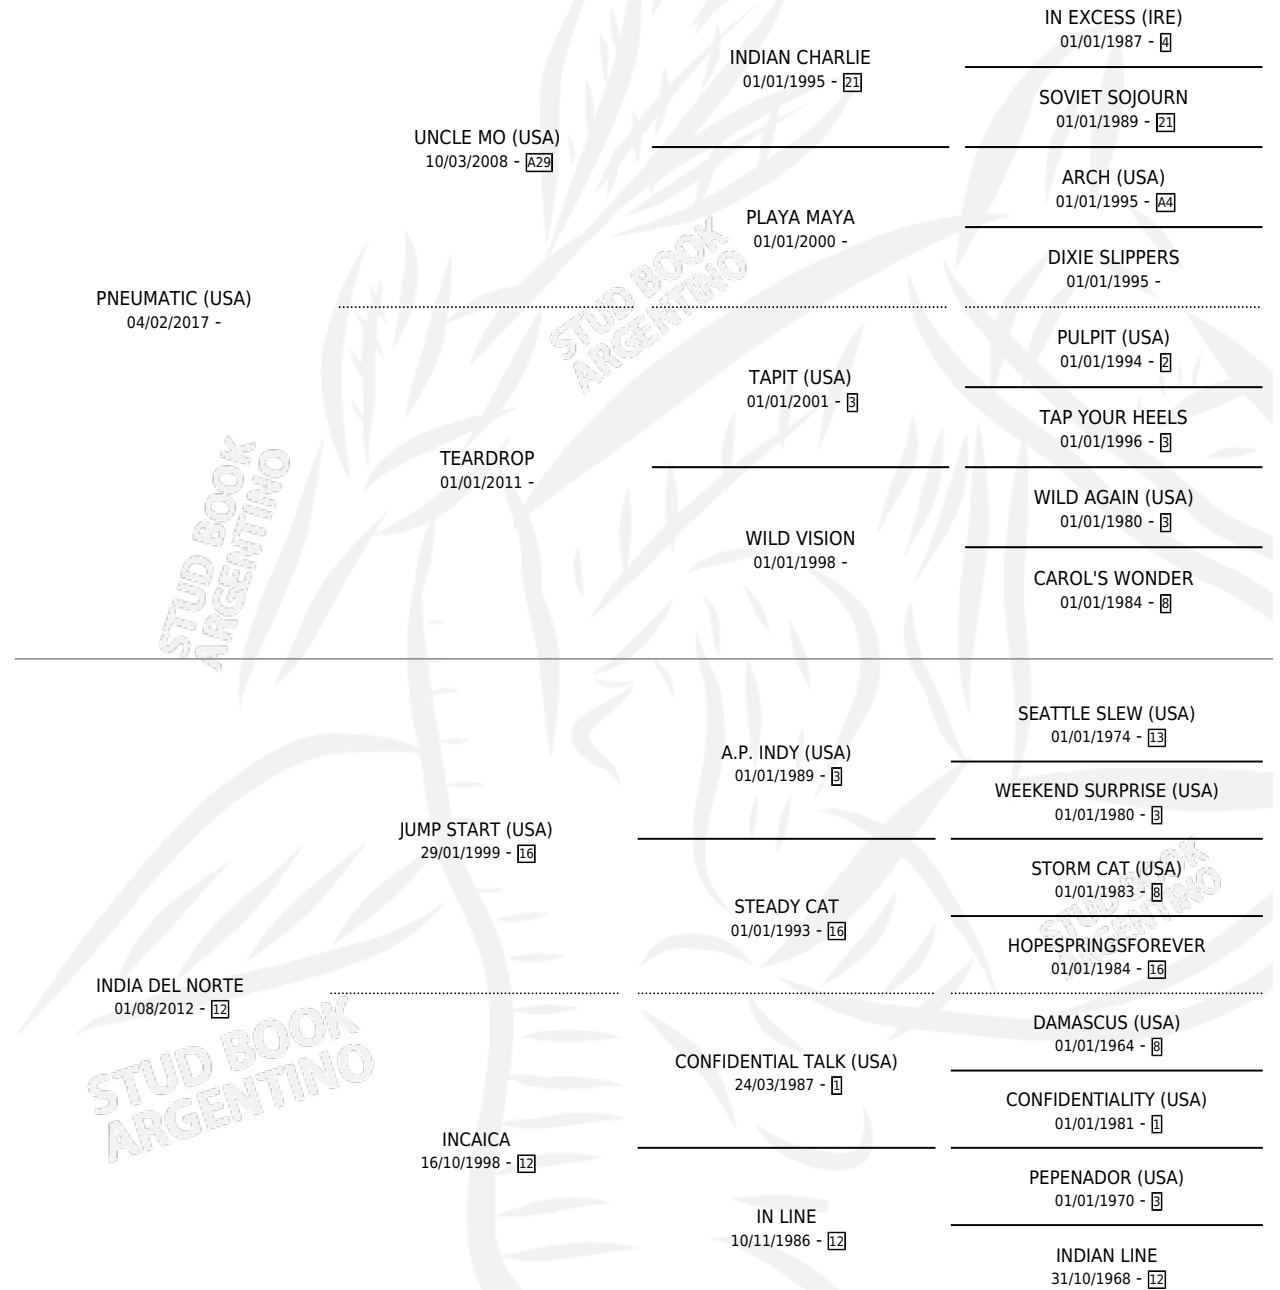 IN EXCESS (IRE)
01/01/1987 - 4
INDIAN CHARLIE
01/01/1995 - 21
SOVIET SOJOURN
01/01/1989 - 21
UNCLE MO (USA)
10/03/2008 - A29
ARCH (USA)
01/01/1995 - A4
PLAYA MAYA
01/01/2000 -
DIXIE SLIPPERS
01/01/1995 -
PNEUMATIC (USA)
04/02/2017 -
PULPIT (USA)
01/01/1994 - 2
TAPIT (USA)
01/01/2001 - 3
TAP YOUR HEELS
01/01/1996 - 3
TEARDROP
01/01/2011 -
WILD AGAIN (USA)
01/01/1980 - 3
WILD VISION
01/01/1998 -
CAROL'S WONDER
01/01/1984 - 8
SEATTLE SLEW (USA)
01/01/1974 - 13
A.P. INDY (USA)
01/01/1989 - 3
WEEKEND SURPRISE (USA)
01/01/1980 - 3
JUMP START (USA)
29/01/1999 - 16
STORM CAT (USA)
01/01/1983 - 8
STEADY CAT
01/01/1993 - 16
HOPESPRINGSFOREVER
01/01/1984 - 16
INDIA DEL NORTE
01/08/2012 - 12
DAMASCUS (USA)
01/01/1964 - 8
CONFIDENTIAL TALK (USA)
24/03/1987 - 1
CONFIDENTIALITY (USA)
01/01/1981 - 1
INCAICA
16/10/1998 - 12
PEPENADOR (USA)
01/01/1970 - 3
IN LINE
10/11/1986 - 12
INDIAN LINE
31/10/1968 - 12
STUD BOOK
ARGENTINO
STUD BOOK
ARGENTINO
STUD BOOK
ARGENTINO
STUD BOOK
ARGENTINO